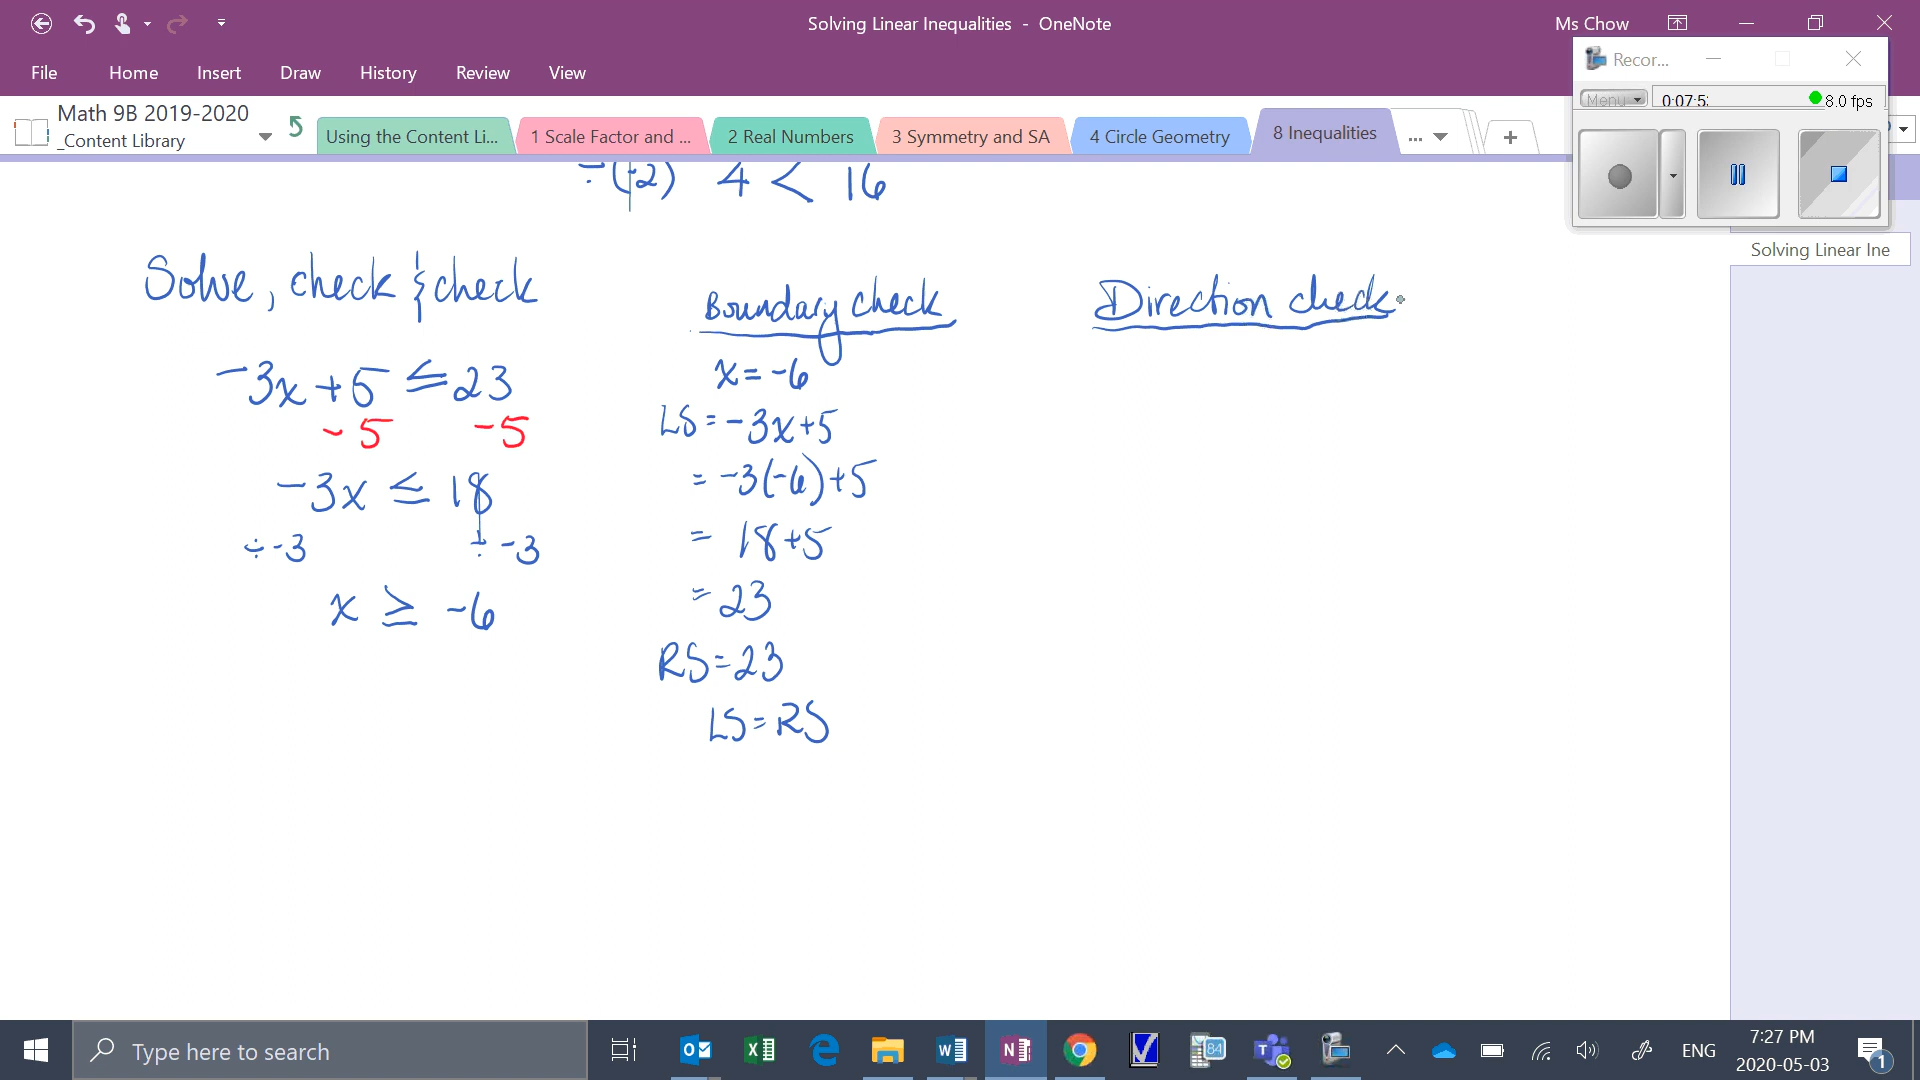 Solving Linear Inequalities - OneNote
Ms Chow
File Home Insert Draw History Review View
Recor...
Menu 0:07:5 8.0 fps
Math 9B 2019-2020
_Content Library
Using the Content Li... 1 Scale Factor and ... 2 Real Numbers 3 Symmetry and SA 4 Circle Geometry 8 Inequalities ... +
Solving Linear Ine
÷(-2) 4 < 16
Solve, check & check
-3x+5 ≤ 23
-5 -5
-3x ≤ 18
÷-3 ÷-3
x ≥ -6
Boundary check
x = -6
LS = -3x+5
= -3(-6)+5
= 18+5
= 23
RS = 23
LS = RS
Direction check
Type here to search
ENG
7:27 PM
2020-05-03
1